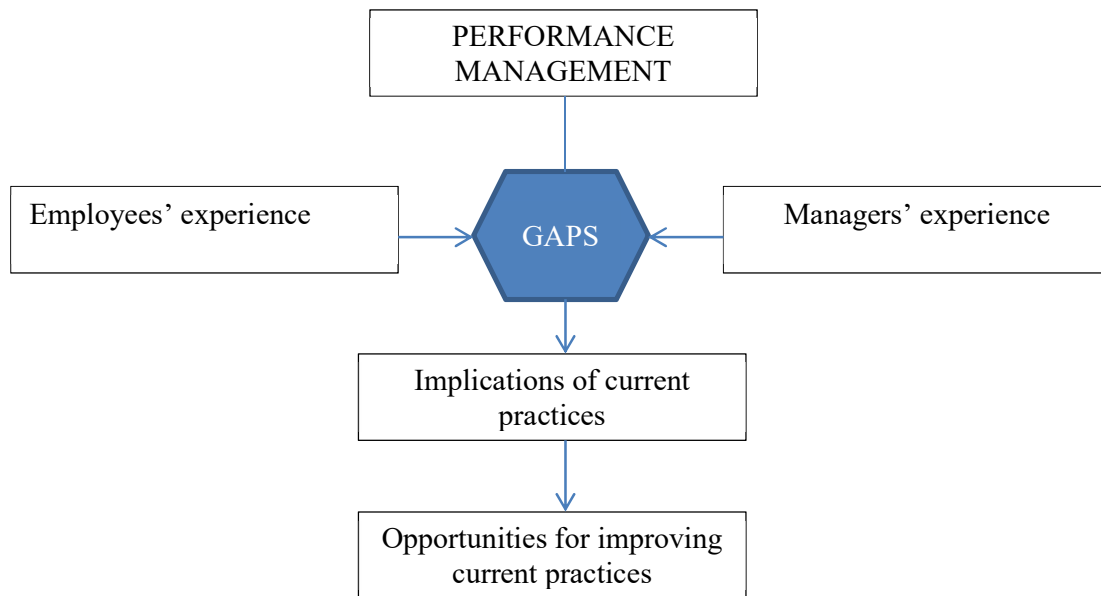 PERFORMANCE
MANAGEMENT
Employees’ experience
GAPS
Managers’ experience
Implications of current
practices
Opportunities for improving
current practices